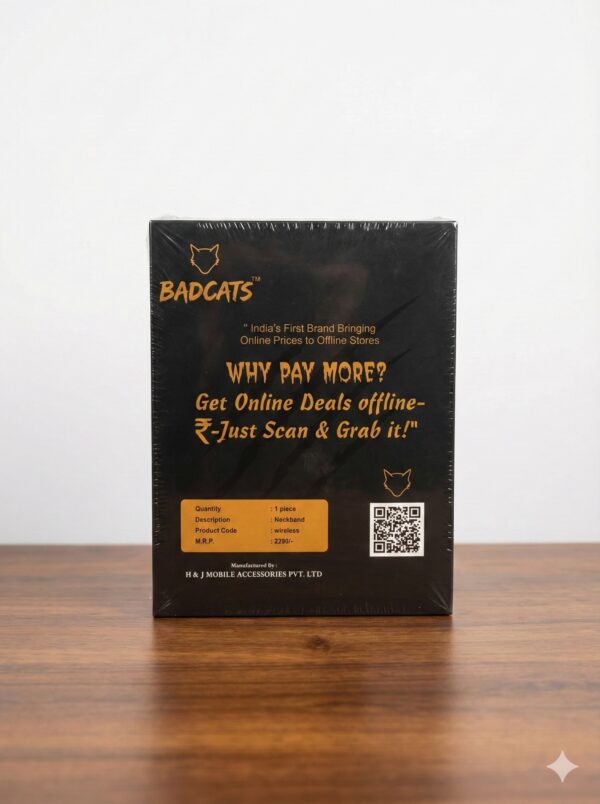 BADCATS™
" India's First Brand Bringing
Online Prices to Offline Stores
WHY PAY MORE?
Get Online Deals offline-
₹-Just Scan & Grab it!"
Quantity : 1 piece
Description : Neckband
Product Code : wireless
M.R.P. : 2290/-
Manufactured By :
H & J MOBILE ACCESSORIES PVT. LTD